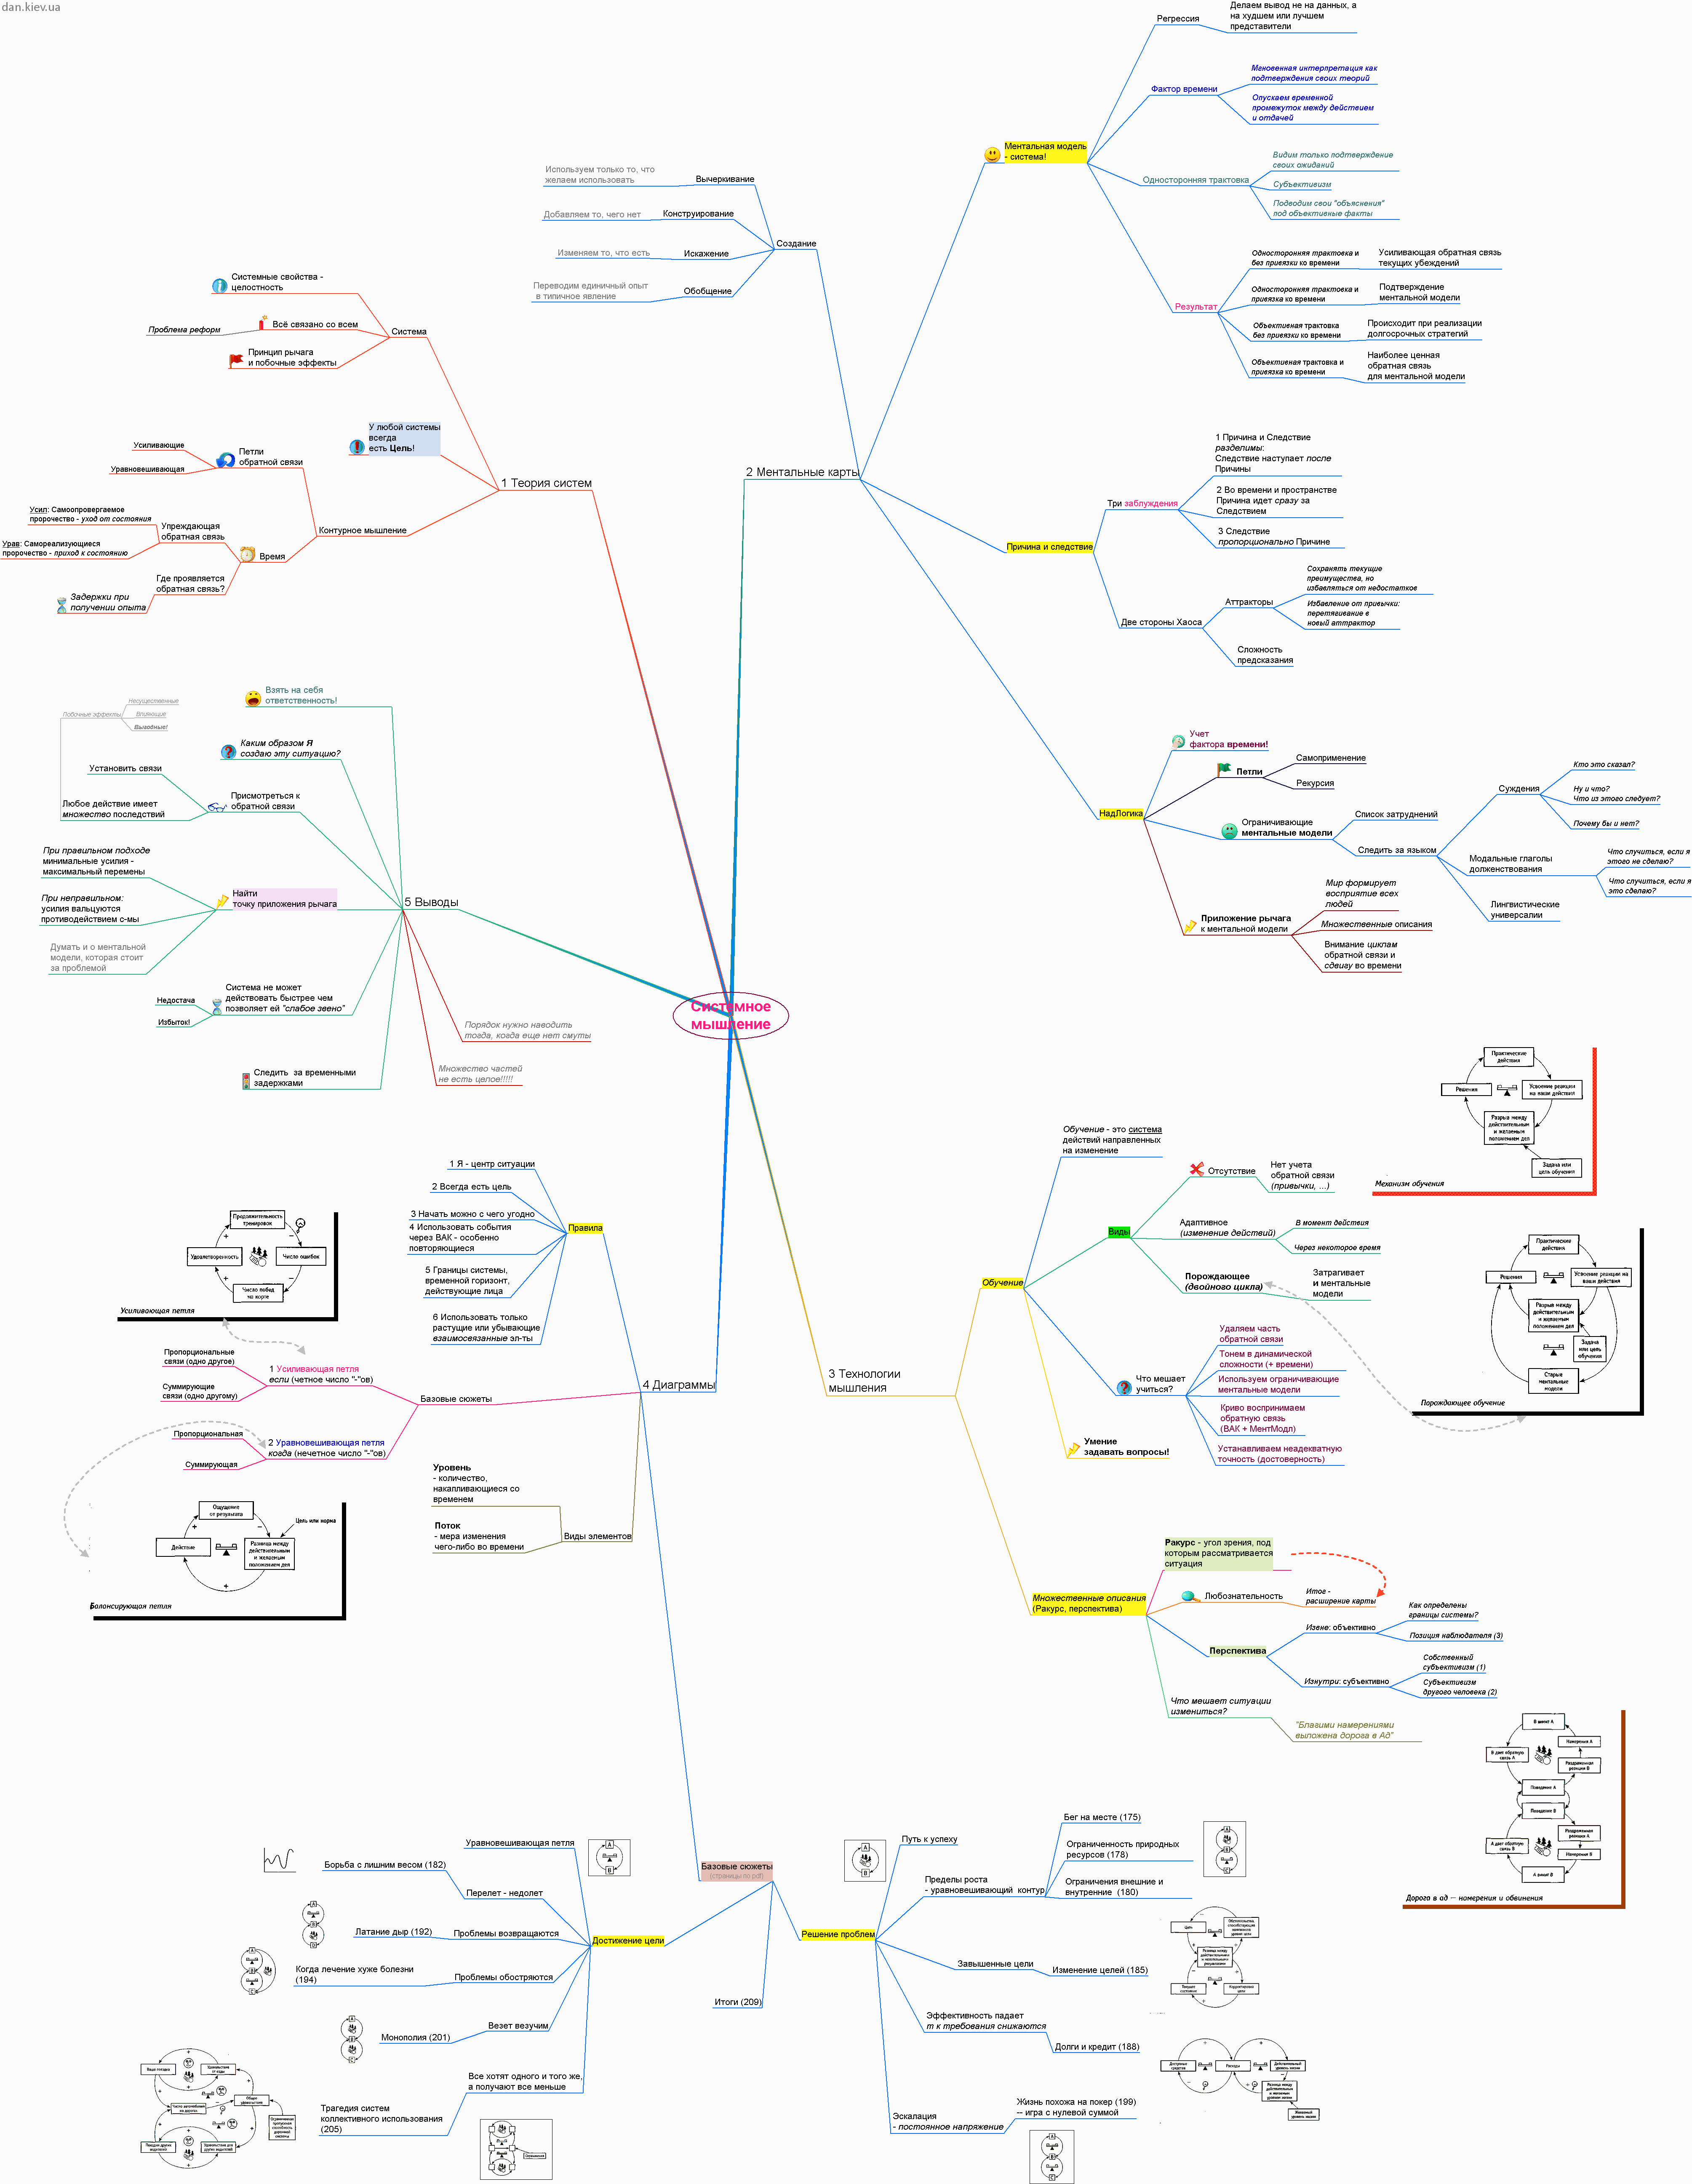 dan.kiev.ua
Системное
мышление
1 Теория систем
Система
Системные свойства -
целостность
Всё связано со всем
Проблема реформ
Принцип рычага
и побочные эффекты
У любой системы
всегда
есть Цель!
Контурное мышление
Петли
обратной связи
Усиливающие
Уравновешивающая
Время
Упреждающая
обратная связь
Усил: Самоопровергаемое
пророчество - уход от состояния
Урав: Самореализующиеся
пророчество - приход к состоянию
Где проявляется
обратная связь?
Задержки при
получении опыта
2 Ментальные карты
Создание
Вычеркивание
Используем только то, что
желаем использовать
Конструирование
Добавляем то, чего нет
Искажение
Изменяем то, что есть
Обобщение
Переводим единичный опыт
в типичное явление
Ментальная модель
- система!
Регрессия
Делаем вывод не на данных, а
на худшем или лучшем
представители
Фактор времени
Мгновенная интерпретация как
подтверждения своих теорий
Опускаем временной
промежуток между действием
и отдачей
Односторонняя трактовка
Видим только подтверждение
своих ожиданий
Субъективизм
Подводим свои "объяснения"
под объективные факты
Результат
Односторонняя трактовка и
без привязки ко времени
Усиливающая обратная связь
текущих убеждений
Односторонняя трактовка и
привязка ко времени
Подтверждение
ментальной модели
Объективная трактовка
без привязки ко времени
Происходит при реализации
долгосрочных стратегий
Объективная трактовка и
привязка ко времени
Наиболее ценная
обратная связь
для ментальной модели
Причина и следствие
Три заблуждения
1 Причина и Следствие
разделимы:
Следствие наступает после
Причины
2 Во времени и пространстве
Причина идет сразу за
Следствием
3 Следствие
пропорционально Причине
Две стороны Хаоса
Аттракторы
Сохранять текущие
преимущества, но
избавляться от недостатков
Избавление от привычки:
перетягивание в
новый аттрактор
Сложность
предсказания
НадЛогика
Учет
фактора времени!
Петли
Самоприменение
Рекурсия
Ограничивающие
ментальные модели
Список затруднений
Следить за языком
Суждения
Кто это сказал?
Ну и что?
Что из этого следует?
Почему бы и нет?
Модальные глаголы
долженствования
Что случиться, если я
этого не сделаю?
Что случиться, если я
это сделаю?
Лингвистические
универсалии
Приложение рычага
к ментальной модели
Мир формирует
восприятие всех
людей
Множественные описания
Внимание циклам
обратной связи и
сдвигу во времени
5 Выводы
Взять на себя
ответственность!
Каким образом Я
создаю эту ситуацию?
Присмотреться к
обратной связи
Установить связи
Любое действие имеет
множество последствий
Побочные эффекты
Несущественные
Влияющие
Выгодные!
Найти
точку приложения рычага
При правильном подходе
минимальные усилия -
максимальный перемены
При неправильном:
усилия вальцуются
противодействием с-мы
Думать и о ментальной
модели, которая стоит
за проблемой
Система не может
действовать быстрее чем
позволяет ей "слабое звено"
Недостача
Избыток!
Следить за временными
задержками
Порядок нужно наводить
тогда, когда еще нет смуты
Множество частей
не есть целое!!!!!
3 Технологии
мышления
Обучение
Обучение - это система
действий направленных
на изменение
Виды
Отсутствие
Нет учета
обратной связи
(привычки, ...)
Адаптивное
(изменение действий)
В момент действия
Через некоторое время
Порождающее
(двойного цикла)
Затрагивает
и ментальные
модели
Что мешает
учиться?
Удаляем часть
обратной связи
Тонем в динамической
сложности (+ времени)
Используем ограничивающие
ментальные модели
Криво воспринимаем
обратную связь
(ВАК + МентМодл)
Устанавливаем неадекватную
точность (достоверность)
Умение
задавать вопросы!
Множественные описания
(Ракурс, перспектива)
Ракурс - угол зрения, под
которым рассматривается
ситуация
Любознательность
Итог -
расширение карты
Перспектива
Извне: объективно
Как определены
границы системы?
Позиция наблюдателя (3)
Изнутри: субъективно
Собственный
субъективизм (1)
Субъективизм
другого человека (2)
Что мешает ситуации
измениться?
"Благими намерениями
выложена дорога в Ад"
Практические
действия
Решения
Усвоение реакции
на ваши действия
Разрыв между
действительным
и желаемым
положением дел
Задача или
цель обучения
Механизм обучения
Практические
действия
Решения
Усвоение реакции на
ваши действия
Разрыв между
действительным
и желаемым
положением дел
Задача
или цель
обучения
Старые
ментальные
модели
Порождающее обучение
В винит А
Намерения А
В дает обратную
связь А
Раздраженная
реакция В
Поведение А
Поведение В
Раздраженная
реакция А
А дает обратную
связь В
Намерения В
А винит В
Дорога в ад — намерения и обвинения
4 Диаграммы
Правила
1 Я - центр ситуации
2 Всегда есть цель
3 Начать можно с чего угодно
4 Использовать события
через ВАК - особенно
повторяющиеся
5 Границы системы,
временной горизонт,
действующие лица
6 Использовать только
растущие или убывающие
взаимосвязанные эл-ты
Базовые сюжеты
1 Усиливающая петля
если (четное число "-"ов)
Пропорциональные
связи (одно другое)
Суммирующие
связи (одно другому)
2 Уравновешивающая петля
когда (нечетное число "-"ов)
Пропорциональная
Суммирующая
Виды элементов
Уровень
- количество,
накапливающиеся со
временем
Поток
- мера изменения
чего-либо во времени
Продолжительность
тренировок
Удовлетворенность
Число ошибок
Число побед
на корте
Усиливающая петля
Ощущение
от результата
Цель или норма
Действие
Разница между
действительным
и желаемым
положением дел
Балансирующая петля
Базовые сюжеты
(страницы по pdf)
Достижение цели
Уравновешивающая петля
Перелет - недолет
Борьба с лишним весом (182)
Проблемы возвращаются
Латание дыр (192)
Проблемы обостряются
Когда лечение хуже болезни
(194)
Везет везучим
Монополия (201)
Все хотят одного и того же,
а получают все меньше
Трагедия систем
коллективного использования
(205)
Итоги (209)
Решение проблем
Путь к успеху
Пределы роста
- уравновешивающий контур
Бег на месте (175)
Ограниченность природных
ресурсов (178)
Ограничения внешние и
внутренние (180)
Завышенные цели
Изменение целей (185)
Эффективность падает
т к требования снижаются
Долги и кредит (188)
Эскалация
- постоянное напряжение
Жизнь похожа на покер (199)
-- игра с нулевой суммой